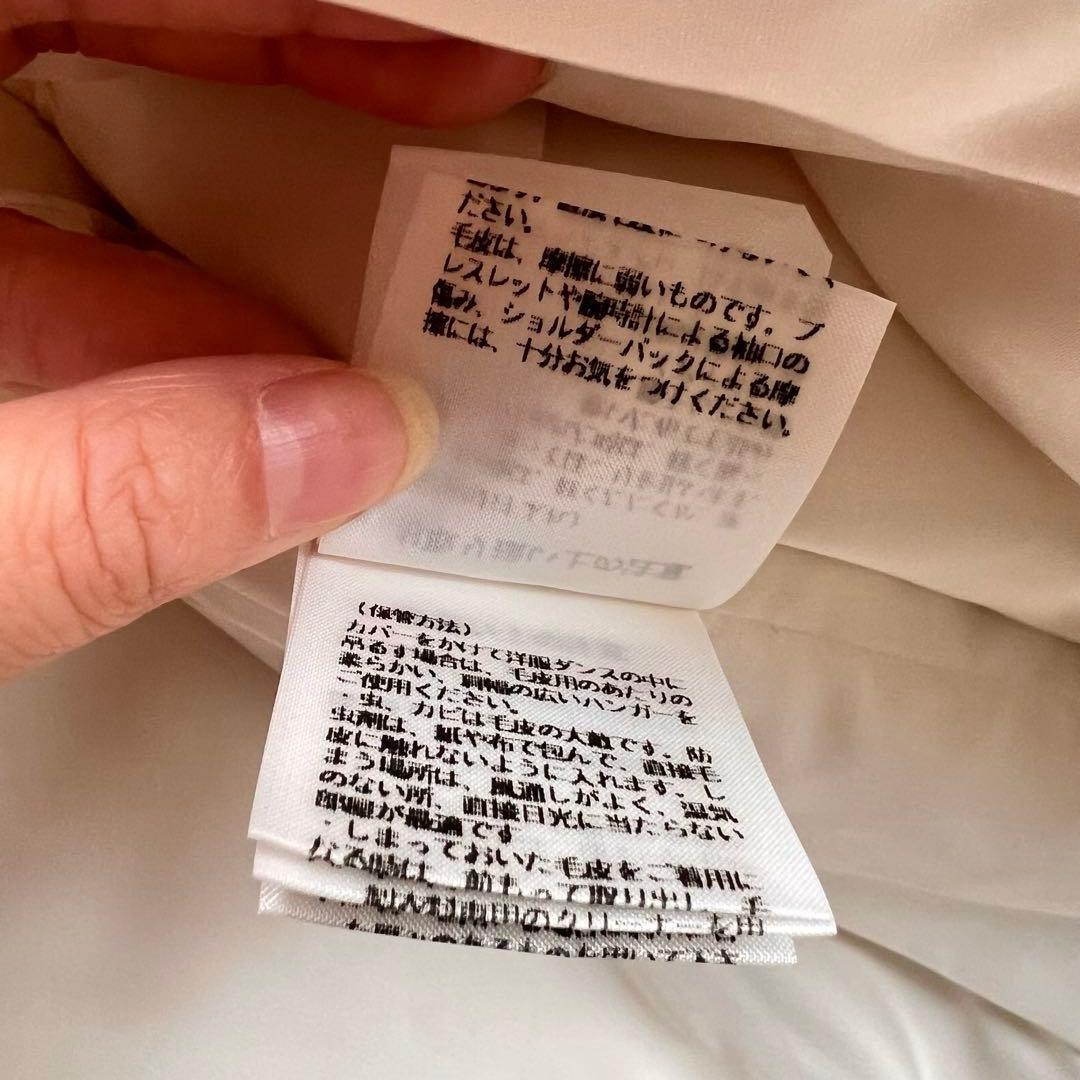 ださい。
毛皮は、摩擦に弱いものです。ブ
レスレットや腕時計による袖口の
傷み、ショルダーバックによる摩
擦には、十分お気をつけください。
(保管方法)
カバーをかけて洋服ダンスの中に
吊るす場合は、毛皮用のあたりの
柔らかい、肩幅の広いハンガーを
ご使用ください。
・虫、カビは毛皮の大敵です。防
虫剤は、紙や布で包んで、直接毛
皮に触れないように入れます。し
まう場所は、風通しがよく、湿気
のない所、直接日光に当たらない
部屋が最適です
・しまっておいた毛皮をご着用に
なる時は、前もって取り出し